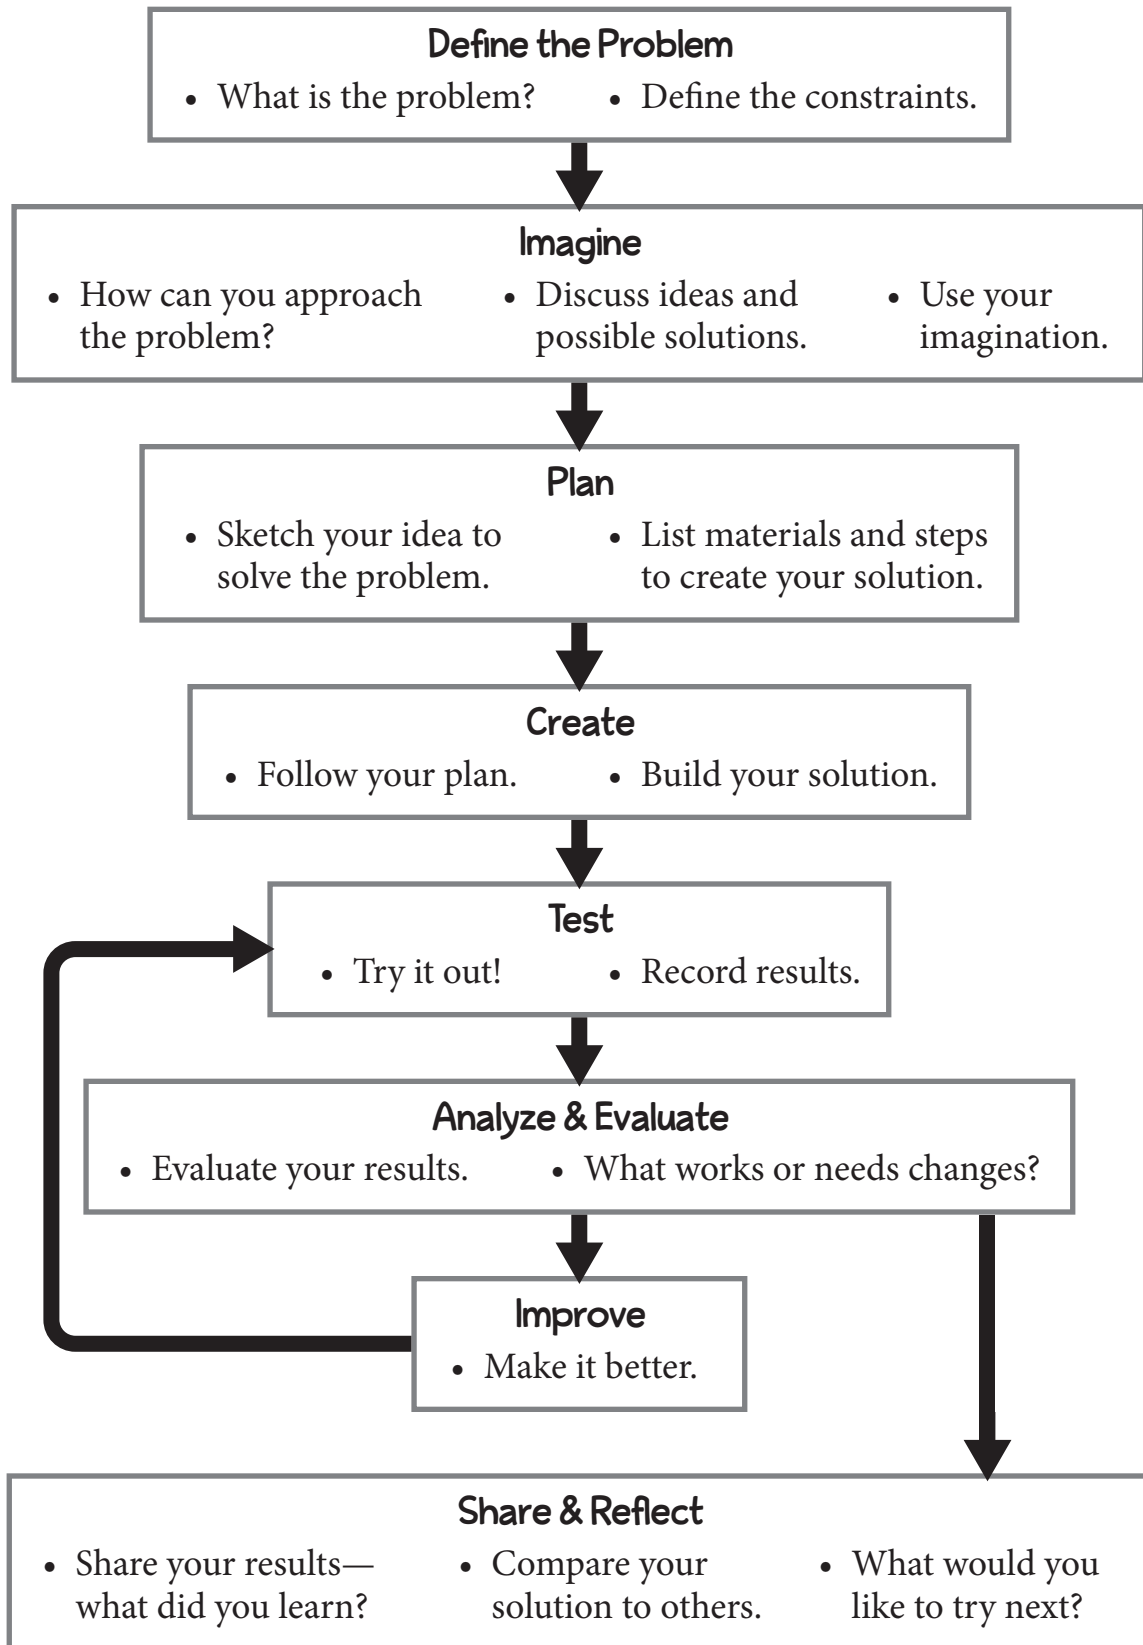 Define the Problem
• What is the problem?
• Define the constraints.
Imagine
• How can you approach
the problem?
• Discuss ideas and
possible solutions.
• Use your
imagination.
Plan
• Sketch your idea to
solve the problem.
• List materials and steps
to create your solution.
Create
• Follow your plan.
• Build your solution.
Test
• Try it out!
• Record results.
Analyze & Evaluate
• Evaluate your results.
• What works or needs changes?
Improve
• Make it better.
Share & Reflect
• Share your results—
what did you learn?
• Compare your
solution to others.
• What would you
like to try next?